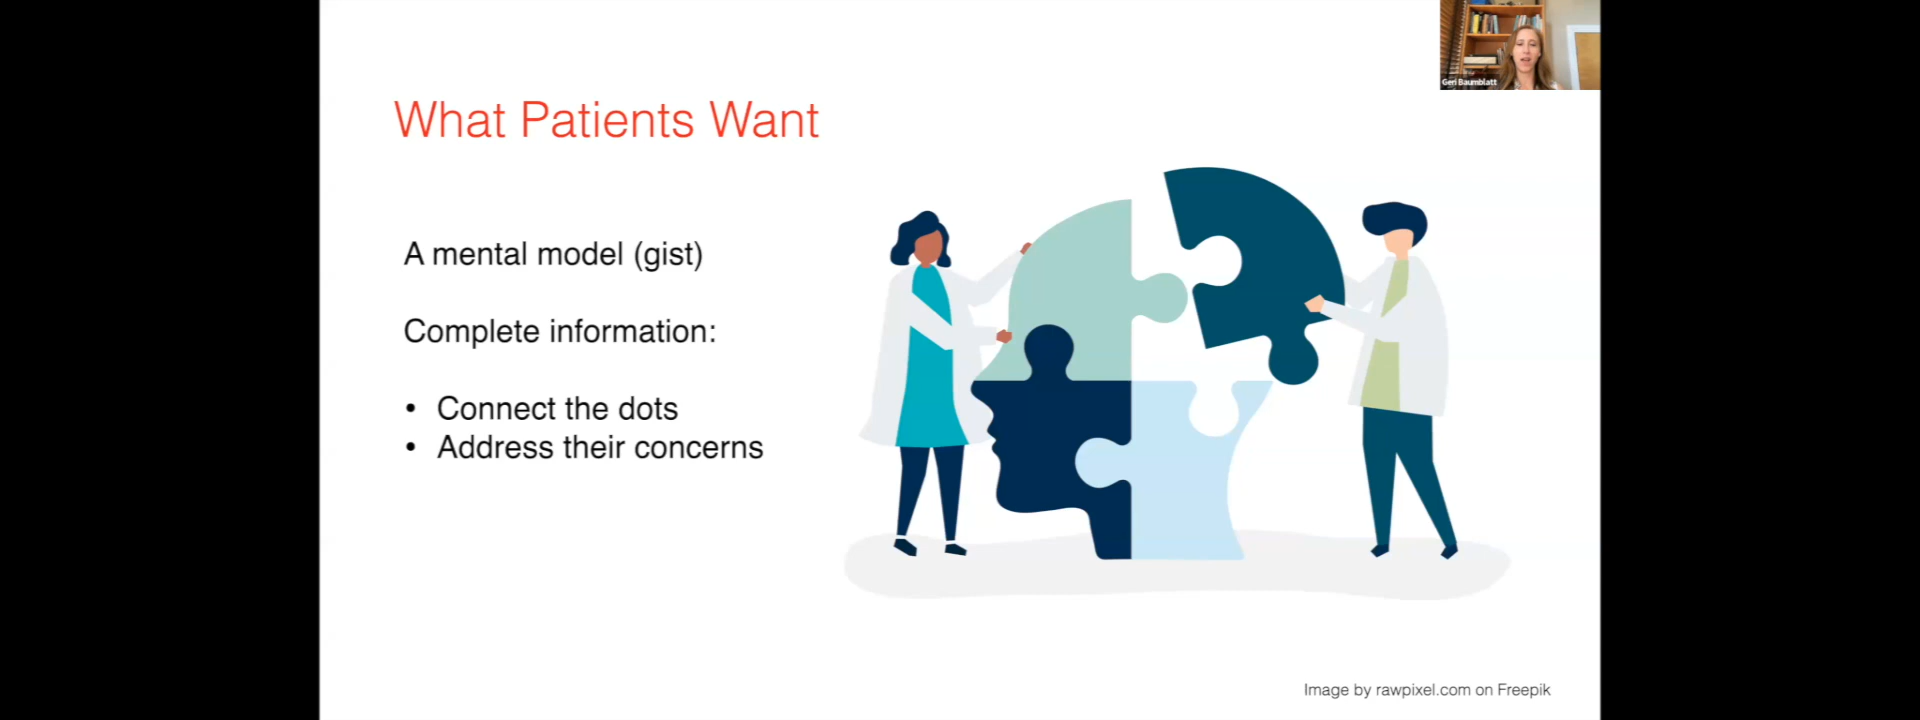 Geri Baumblatt
What Patients Want
A mental model (gist)
Complete information:
• Connect the dots
• Address their concerns
Image by rawpixel.com on Freepik